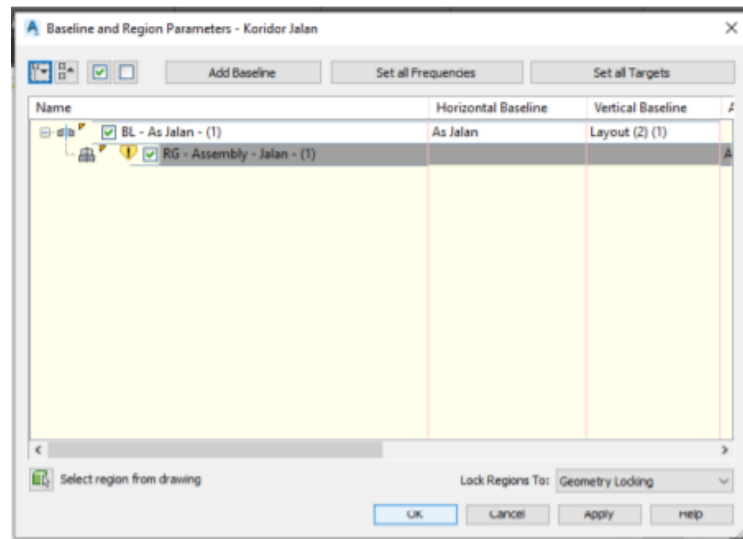 Baseline and Region Parameters - Koridor Jalan
Add Baseline Set all Frequencies Set all Targets
Name Horizontal Baseline Vertical Baseline A
BL - As Jalan - (1) As Jalan Layout (2) (1)
RG - Assembly - Jalan - (1) A
Select region from drawing Lock Regions To: Geometry Locking
OK Cancel Apply Help